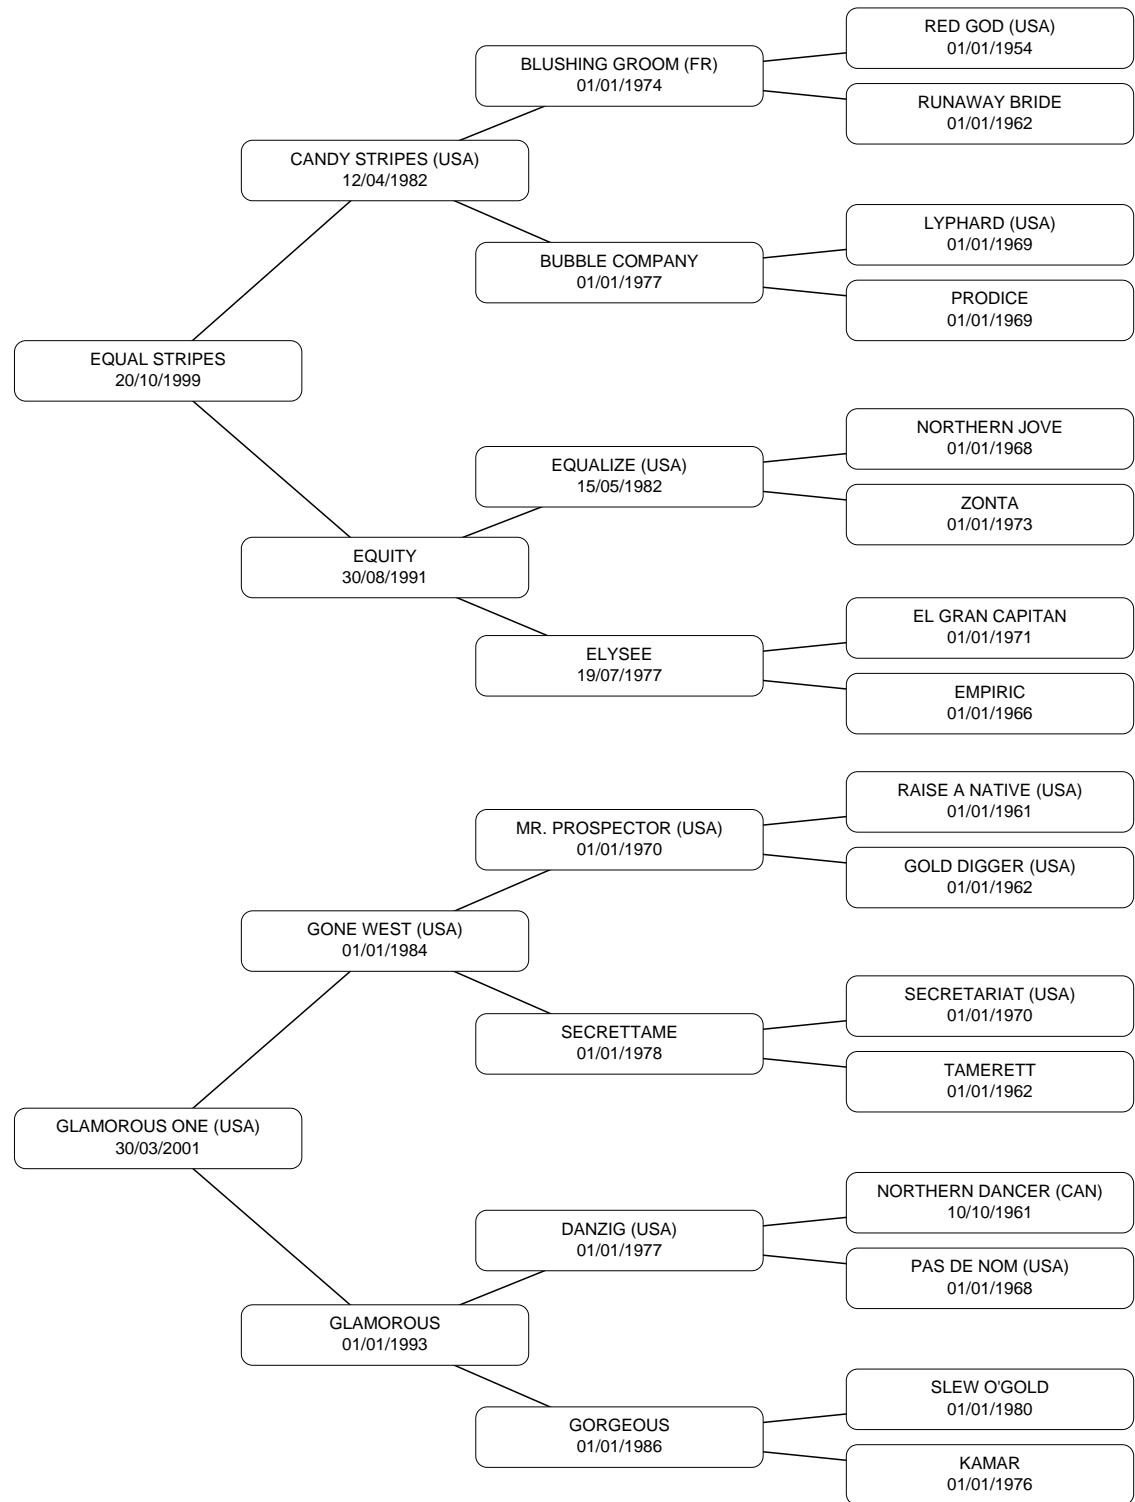 RED GOD (USA)
01/01/1954
BLUSHING GROOM (FR)
01/01/1974
RUNAWAY BRIDE
01/01/1962
CANDY STRIPES (USA)
12/04/1982
LYPHARD (USA)
01/01/1969
BUBBLE COMPANY
01/01/1977
PRODICE
01/01/1969
EQUAL STRIPES
20/10/1999
NORTHERN JOVE
01/01/1968
EQUALIZE (USA)
15/05/1982
ZONTA
01/01/1973
EQUITY
30/08/1991
EL GRAN CAPITAN
01/01/1971
ELYSEE
19/07/1977
EMPIRIC
01/01/1966
RAISE A NATIVE (USA)
01/01/1961
MR. PROSPECTOR (USA)
01/01/1970
GOLD DIGGER (USA)
01/01/1962
GONE WEST (USA)
01/01/1984
SECRETARIAT (USA)
01/01/1970
SECRETTAME
01/01/1978
TAMERETT
01/01/1962
GLAMOROUS ONE (USA)
30/03/2001
NORTHERN DANCER (CAN)
10/10/1961
DANZIG (USA)
01/01/1977
PAS DE NOM (USA)
01/01/1968
GLAMOROUS
01/01/1993
SLEW O'GOLD
01/01/1980
GORGEOUS
01/01/1986
KAMAR
01/01/1976